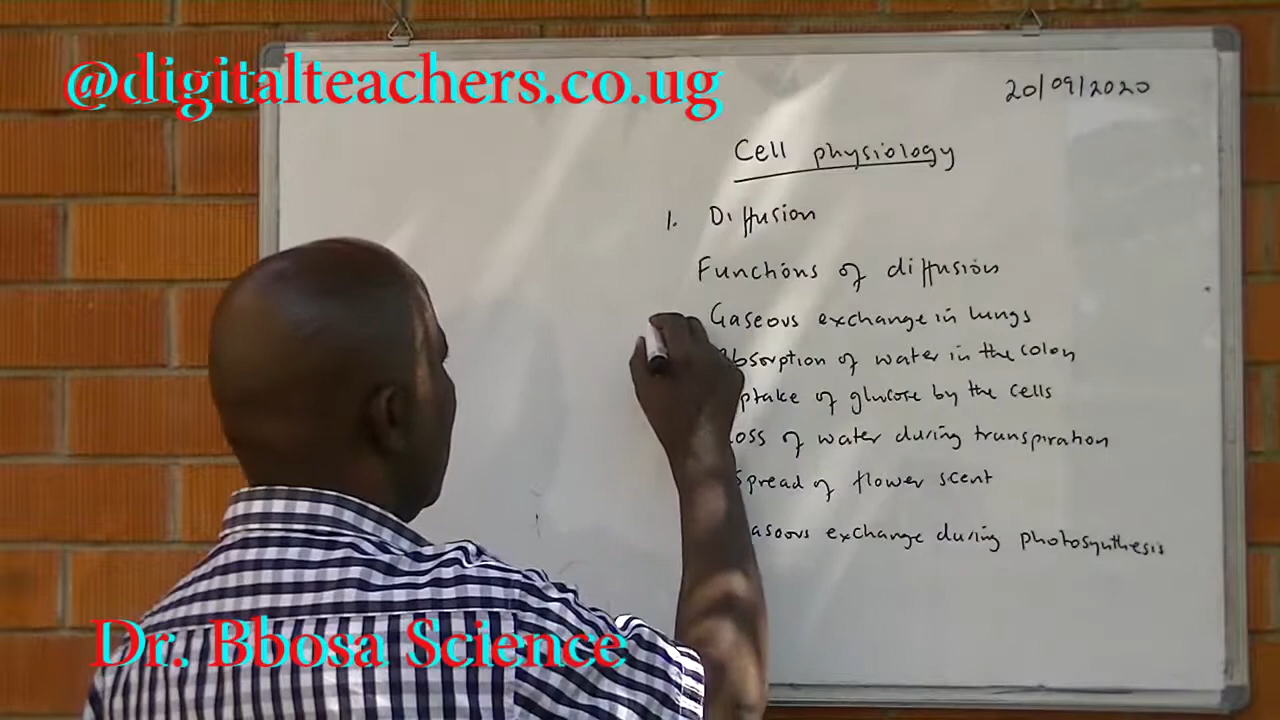 @digitalteachers.co.ug
20/09/2020
Cell physiology
1. Diffusion
Functions of diffusion
Gaseous exchange in lungs
absorption of water in the colon
ptake of glucose by the cells
Loss of water during transpiration
Spread of flower scent
aseous exchange during photosynthesis
Dr. Bbosa Science